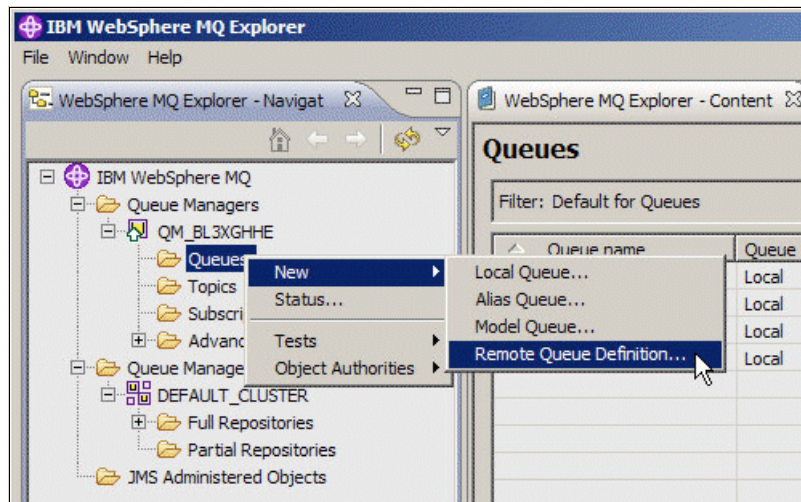 IBM WebSphere MQ Explorer
File Window Help
WebSphere MQ Explorer - Navigat
IBM WebSphere MQ
Queue Managers
QM_BL3XGHHE
Queues
Topics
Subscri
Advanc
Queue Manage
DEFAULT_CLUSTER
Full Repositories
Partial Repositories
JMS Administered Objects
New
Status...
Tests
Object Authorities
Local Queue...
Alias Queue...
Model Queue...
Remote Queue Definition...
WebSphere MQ Explorer - Content
Queues
Filter: Default for Queues
Queue name Queue
Local
Local
Local
Local